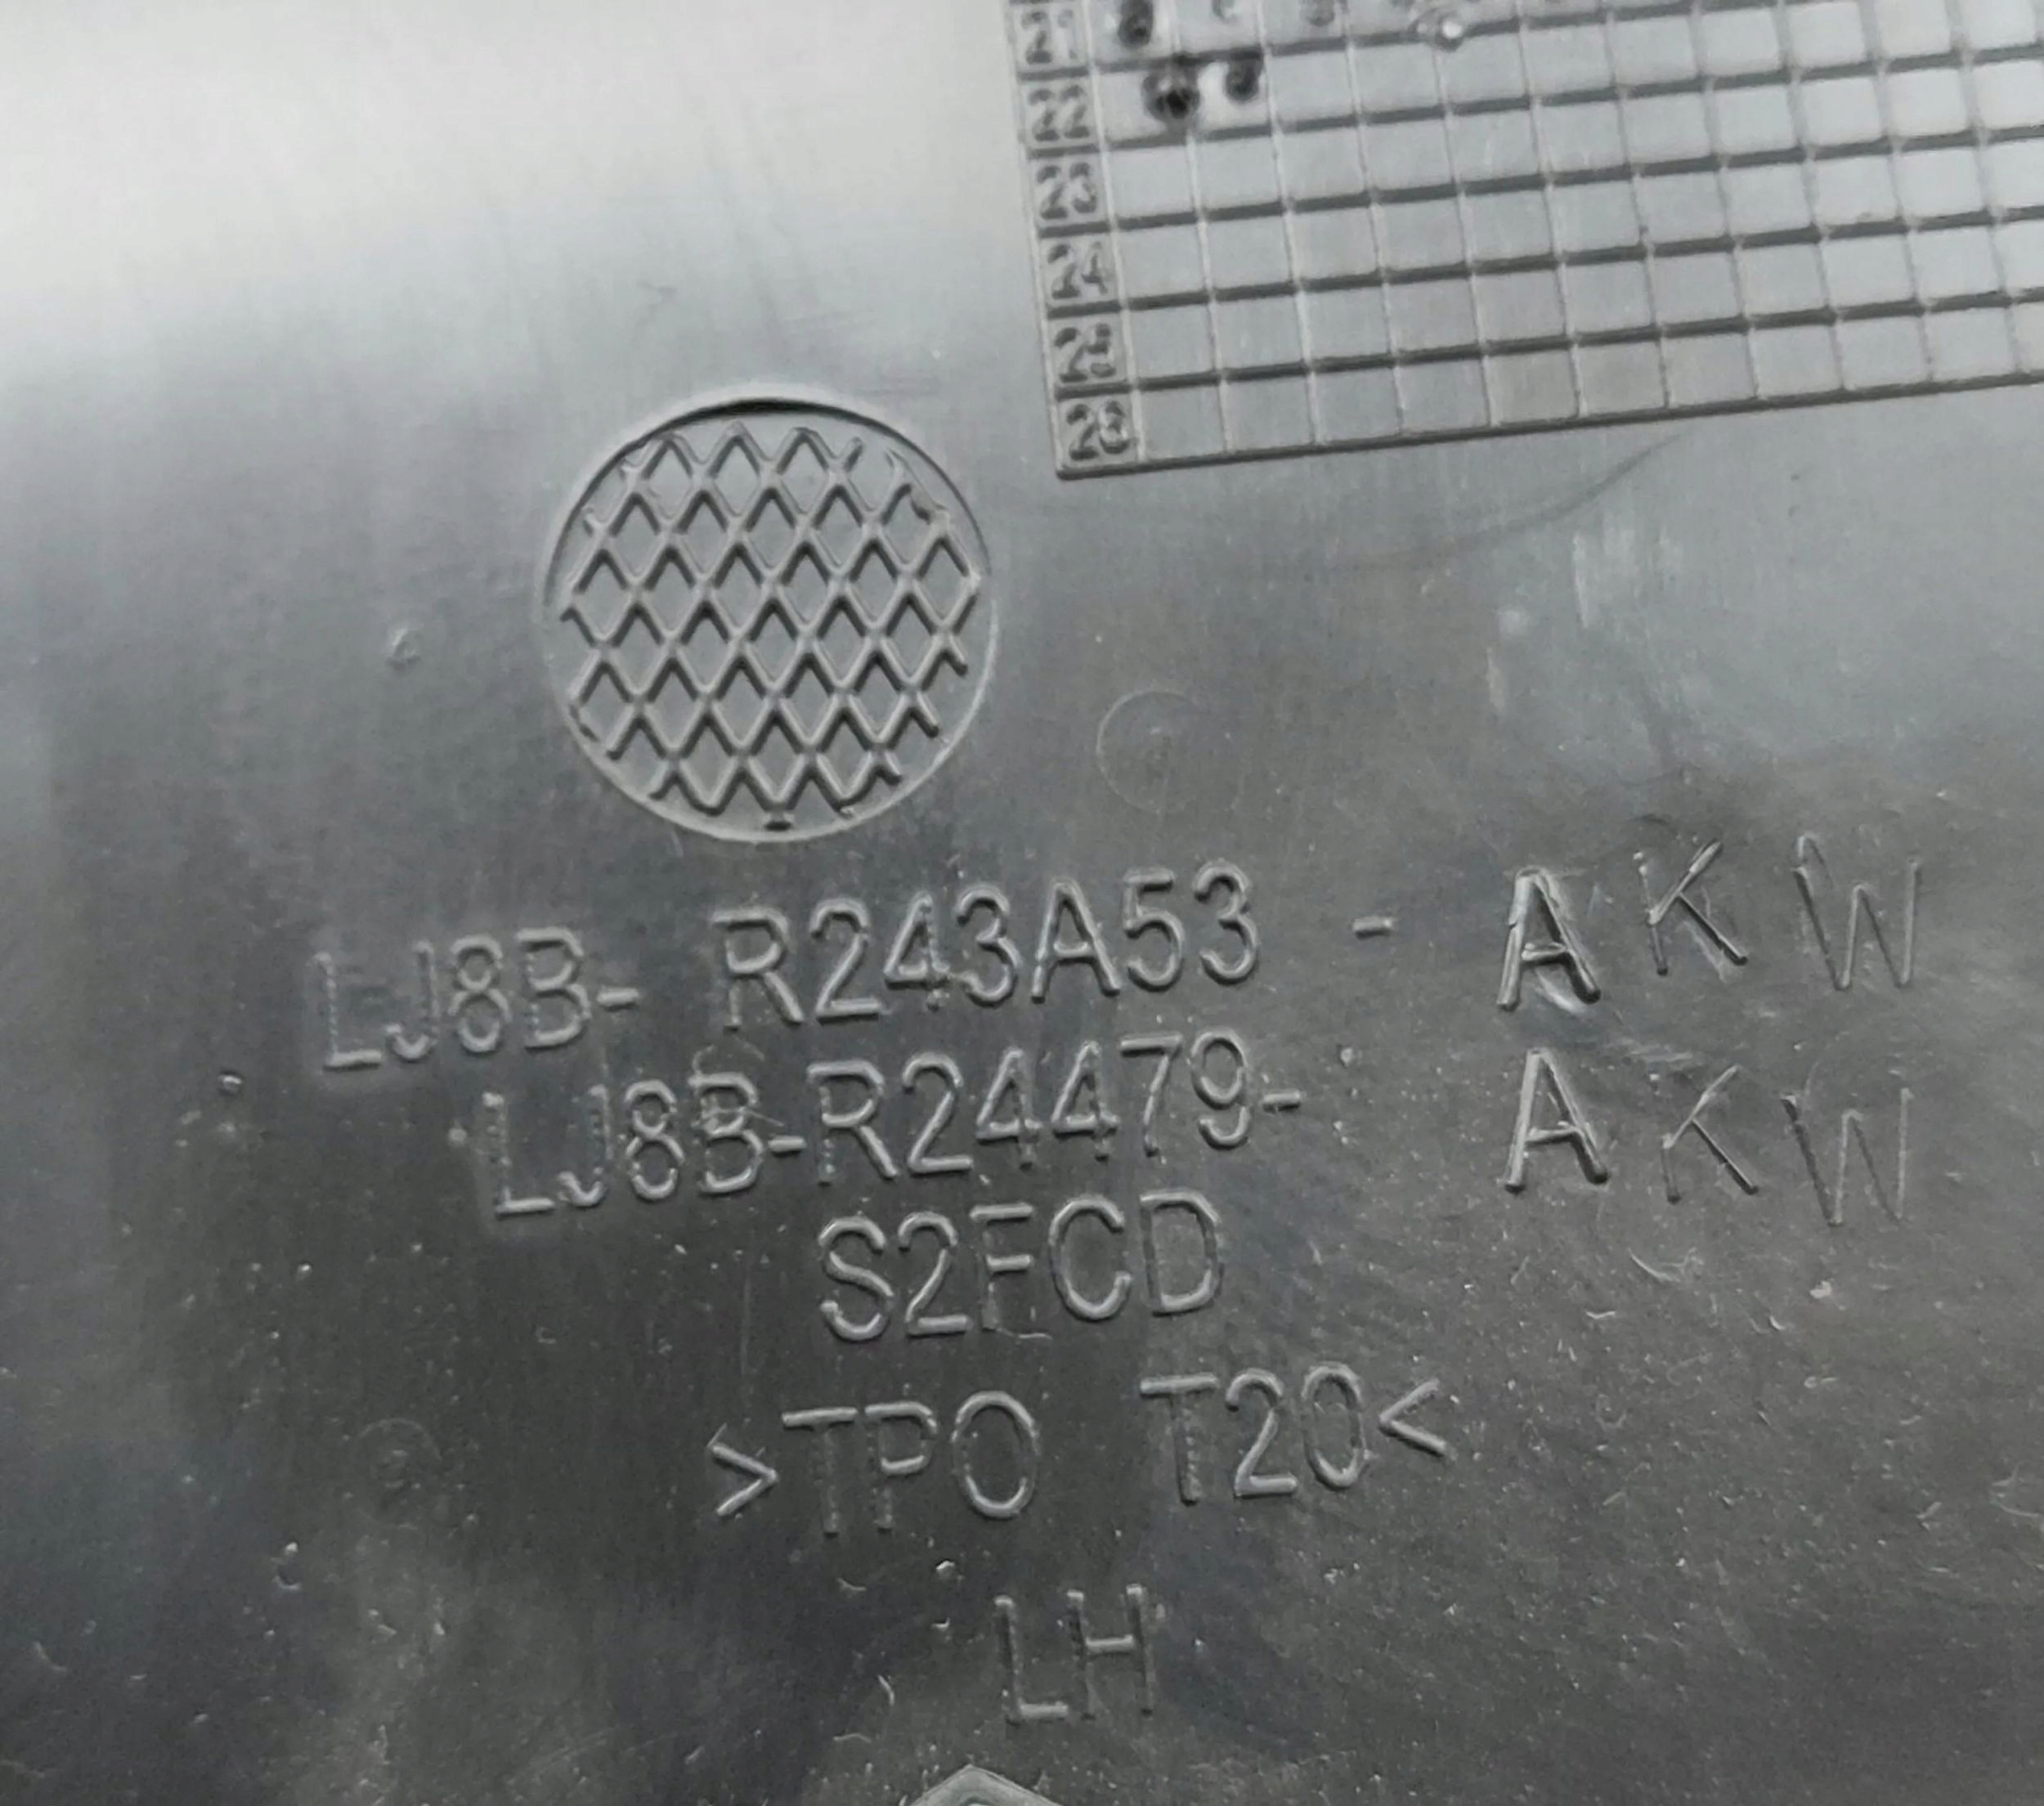 21
22
23
24
25
26
LJ8B- R243A53 - AKW
LJ8B-R24479- AKW
S2FCD
>TPO T20<
LH